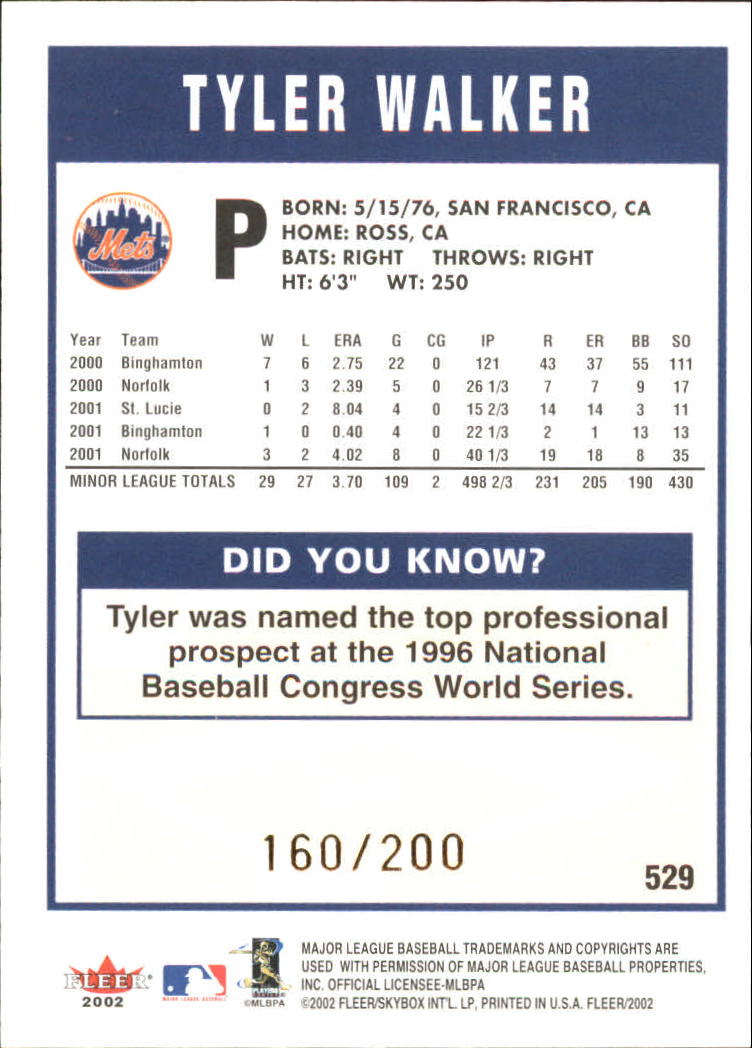 TYLER WALKER
Mets
P
BORN: 5/15/76, SAN FRANCISCO, CA
HOME: ROSS, CA
BATS: RIGHT THROWS: RIGHT
HT: 6'3" WT: 250
Year Team W L ERA G CG IP R ER BB SO
2000 Binghamton 7 6 2.75 22 0 121 43 37 55 111
2000 Norfolk 1 3 2.39 5 0 26 1/3 7 7 9 17
2001 St. Lucie 0 2 8.04 4 0 15 2/3 14 14 3 11
2001 Binghamton 1 0 0.40 4 0 22 1/3 2 1 13 13
2001 Norfolk 3 2 4.02 8 0 40 1/3 19 18 8 35
MINOR LEAGUE TOTALS 29 27 3.70 109 2 498 2/3 231 205 190 430
DID YOU KNOW?
Tyler was named the top professional
prospect at the 1996 National
Baseball Congress World Series.
160/200
529
FLEER®
2002
MAJOR LEAGUE BASEBALL
©MLBPA
MAJOR LEAGUE BASEBALL TRADEMARKS AND COPYRIGHTS ARE
USED WITH PERMISSION OF MAJOR LEAGUE BASEBALL PROPERTIES,
INC. OFFICIAL LICENSEE-MLBPA
©2002 FLEER/SKYBOX INT'L. LP, PRINTED IN U.S.A. FLEER/2002